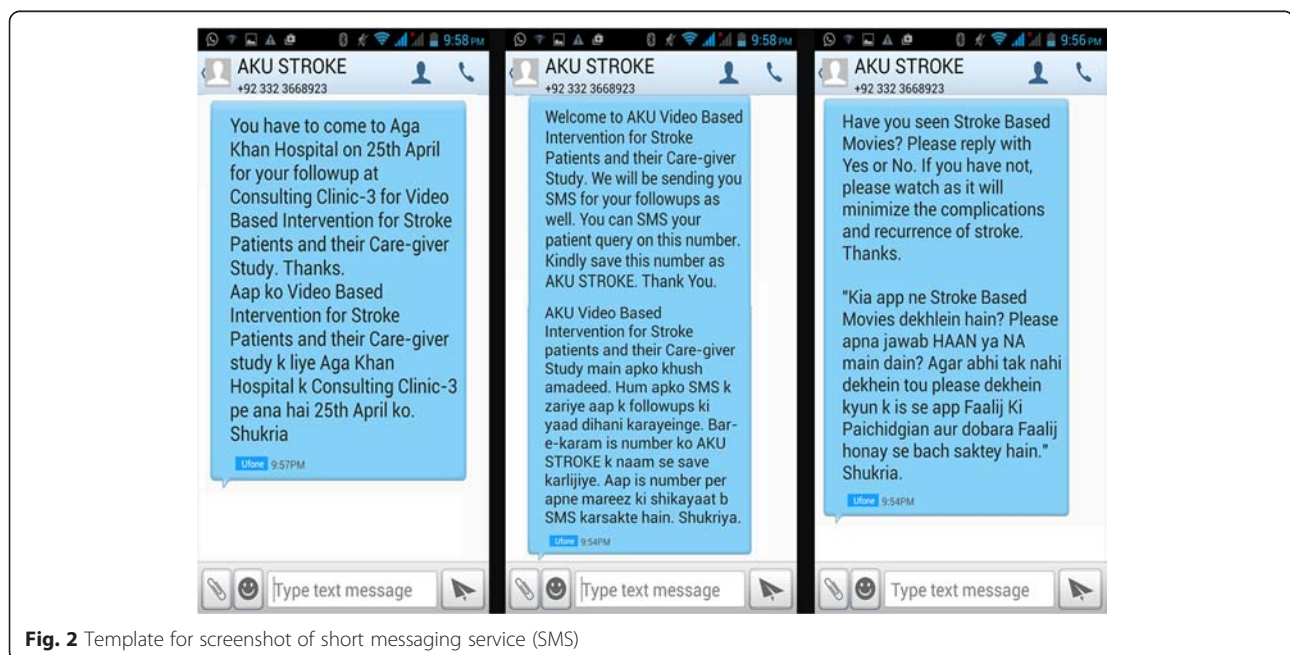 9:58 PM
AKU STROKE
+92 332 3668923
You have to come to Aga
Khan Hospital on 25th April
for your followup at
Consulting Clinic-3 for Video
Based Intervention for Stroke
Patients and their Care-giver
Study. Thanks.
Aap ko Video Based
Intervention for Stroke
Patients and their Care-giver
study k liye Aga Khan
Hospital k Consulting Clinic-3
pe ana hai 25th April ko.
Shukria
Ufone 9:57PM
Type text message
9:58 PM
AKU STROKE
+92 332 3668923
Welcome to AKU Video Based
Intervention for Stroke
Patients and their Care-giver
Study. We will be sending you
SMS for your followups as
well. You can SMS your
patient query on this number.
Kindly save this number as
AKU STROKE. Thank You.
AKU Video Based
Intervention for Stroke
patients and their Care-giver
Study main apko khush
amadeed. Hum apko SMS k
zariye aap k followups ki
yaad dihani karayeinge. Bar-
e-karam is number ko AKU
STROKE k naam se save
karlijiye. Aap is number per
apne mareez ki shikayaat b
SMS karsakte hain. Shukriya.
Ufone 9:54PM
Type text message
9:56 PM
AKU STROKE
+92 332 3668923
Have you seen Stroke Based
Movies? Please reply with
Yes or No. If you have not,
please watch as it will
minimize the complications
and recurrence of stroke.
Thanks.
"Kia app ne Stroke Based
Movies dekhlein hain? Please
apna jawab HAAN ya NA
main dain? Agar abhi tak nahi
dekhein tou please dekhein
kyun k is se app Faalij Ki
Paichidgian aur dobara Faalij
honay se bach saktey hain."
Shukria.
Ufone 9:54PM
Type text message
Fig. 2 Template for screenshot of short messaging service (SMS)